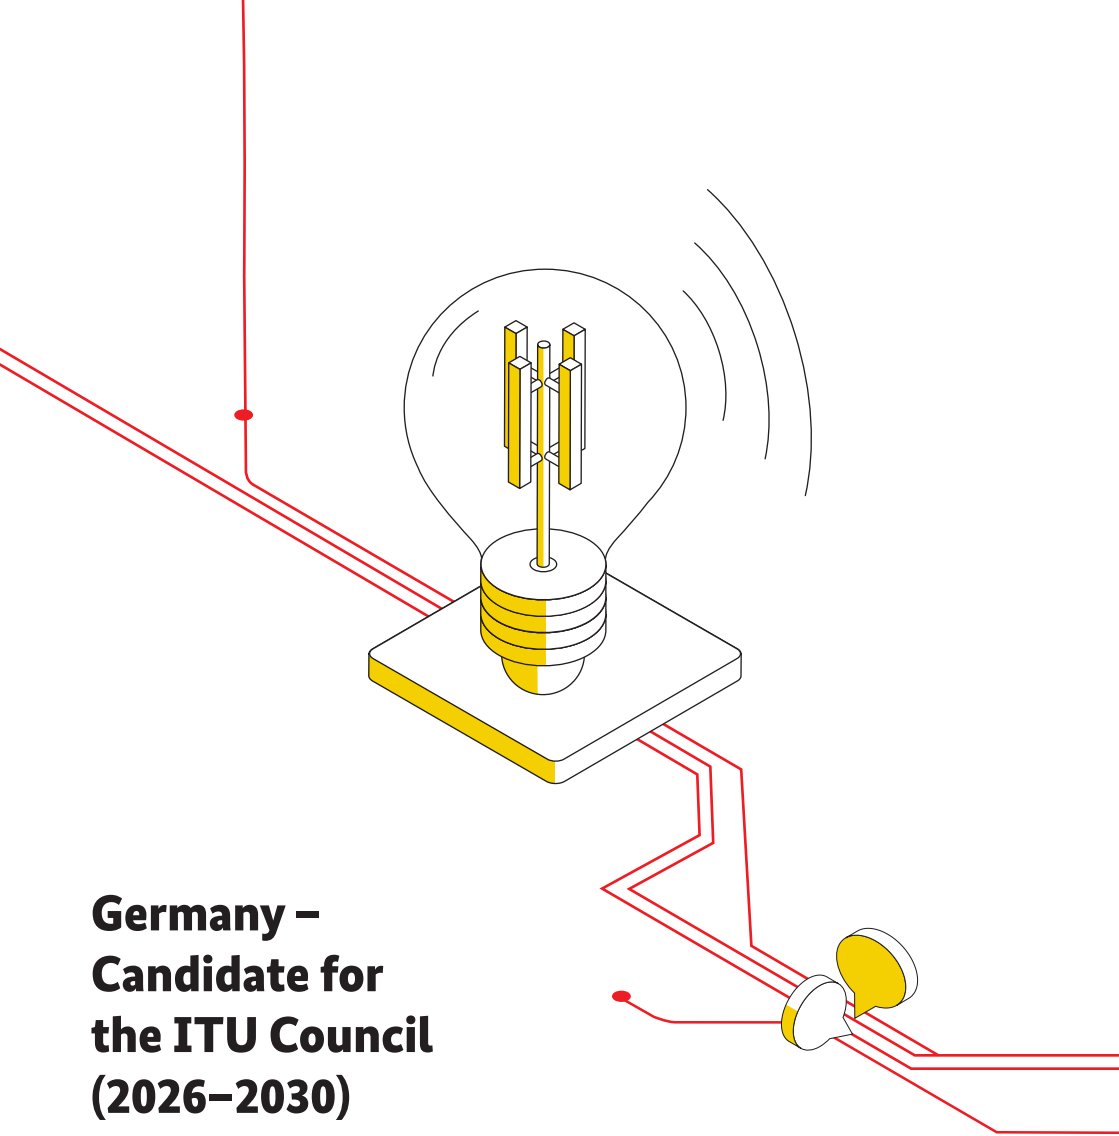 Germany –
Candidate for
the ITU Council
(2026–2030)